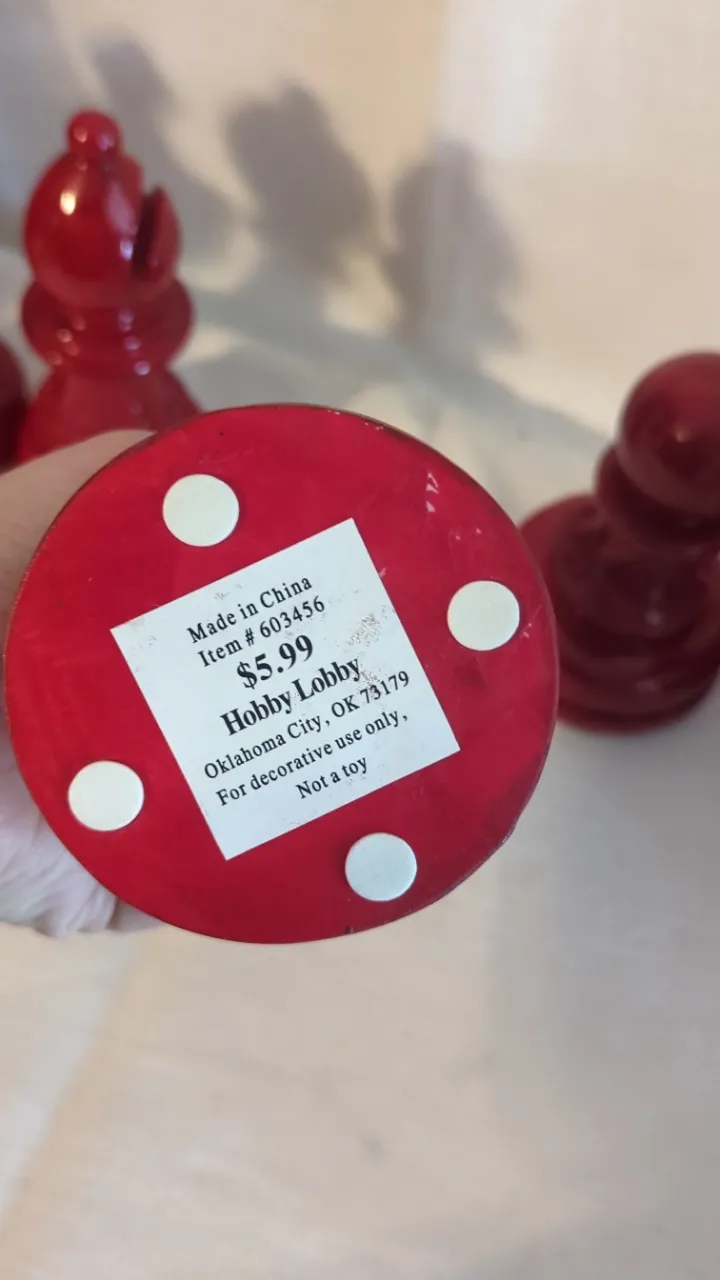 Made in China
Item # 603456
$5.99
Hobby Lobby
Oklahoma City, OK 73179
For decorative use only,
Not a toy